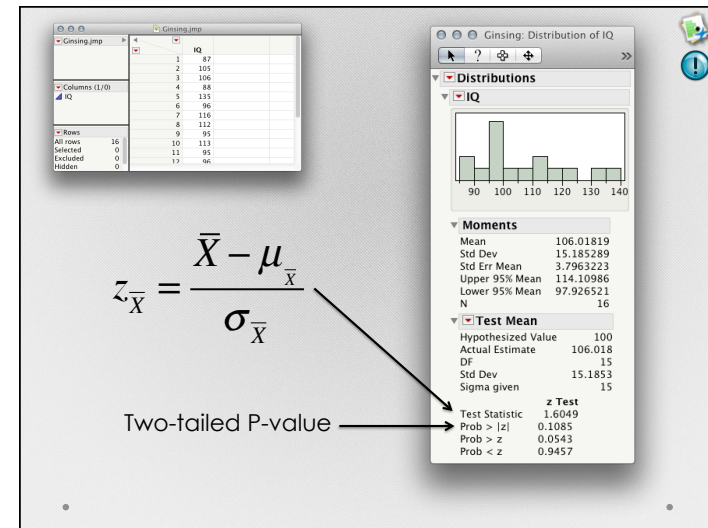 Ginsing.jmp
Ginsing.jmp
Columns (1/0)
IQ
Rows
All rows 16
Selected 0
Excluded 0
Hidden 0
IQ
1 87
2 105
3 106
4 88
5 135
6 96
7 116
8 112
9 95
10 113
11 95
12 96
z_X̄ = (X̄ − μ_X̄) / σ_X̄
Two-tailed P-value
Ginsing: Distribution of IQ
?
»
Distributions
IQ
90 100 110 120 130 140
Moments
Mean 106.01819
Std Dev 15.185289
Std Err Mean 3.7963223
Upper 95% Mean 114.10986
Lower 95% Mean 97.926521
N 16
Test Mean
Hypothesized Value 100
Actual Estimate 106.018
DF 15
Std Dev 15.1853
Sigma given 15
z Test
Test Statistic 1.6049
Prob > |z| 0.1085
Prob > z 0.0543
Prob < z 0.9457